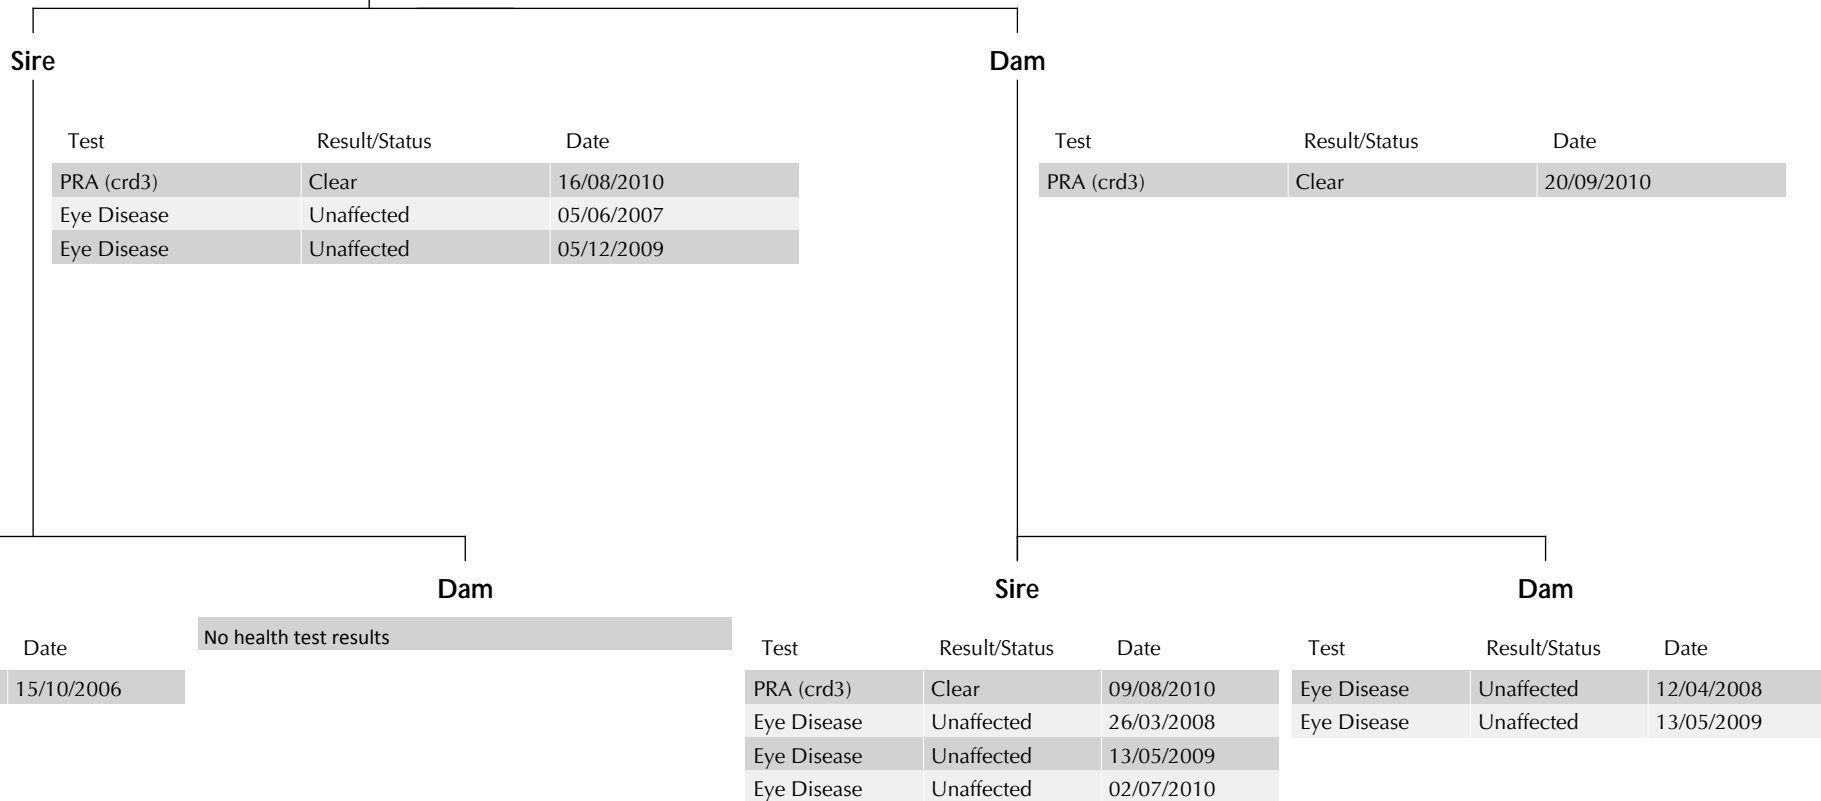 Sire
Dam
Test Result/Status Date
PRA (crd3) Clear 16/08/2010
Eye Disease Unaffected 05/06/2007
Eye Disease Unaffected 05/12/2009
Test Result/Status Date
PRA (crd3) Clear 20/09/2010
Dam
Sire
Dam
Date
15/10/2006
No health test results
Test Result/Status Date
PRA (crd3) Clear 09/08/2010
Eye Disease Unaffected 26/03/2008
Eye Disease Unaffected 13/05/2009
Eye Disease Unaffected 02/07/2010
Test Result/Status Date
Eye Disease Unaffected 12/04/2008
Eye Disease Unaffected 13/05/2009